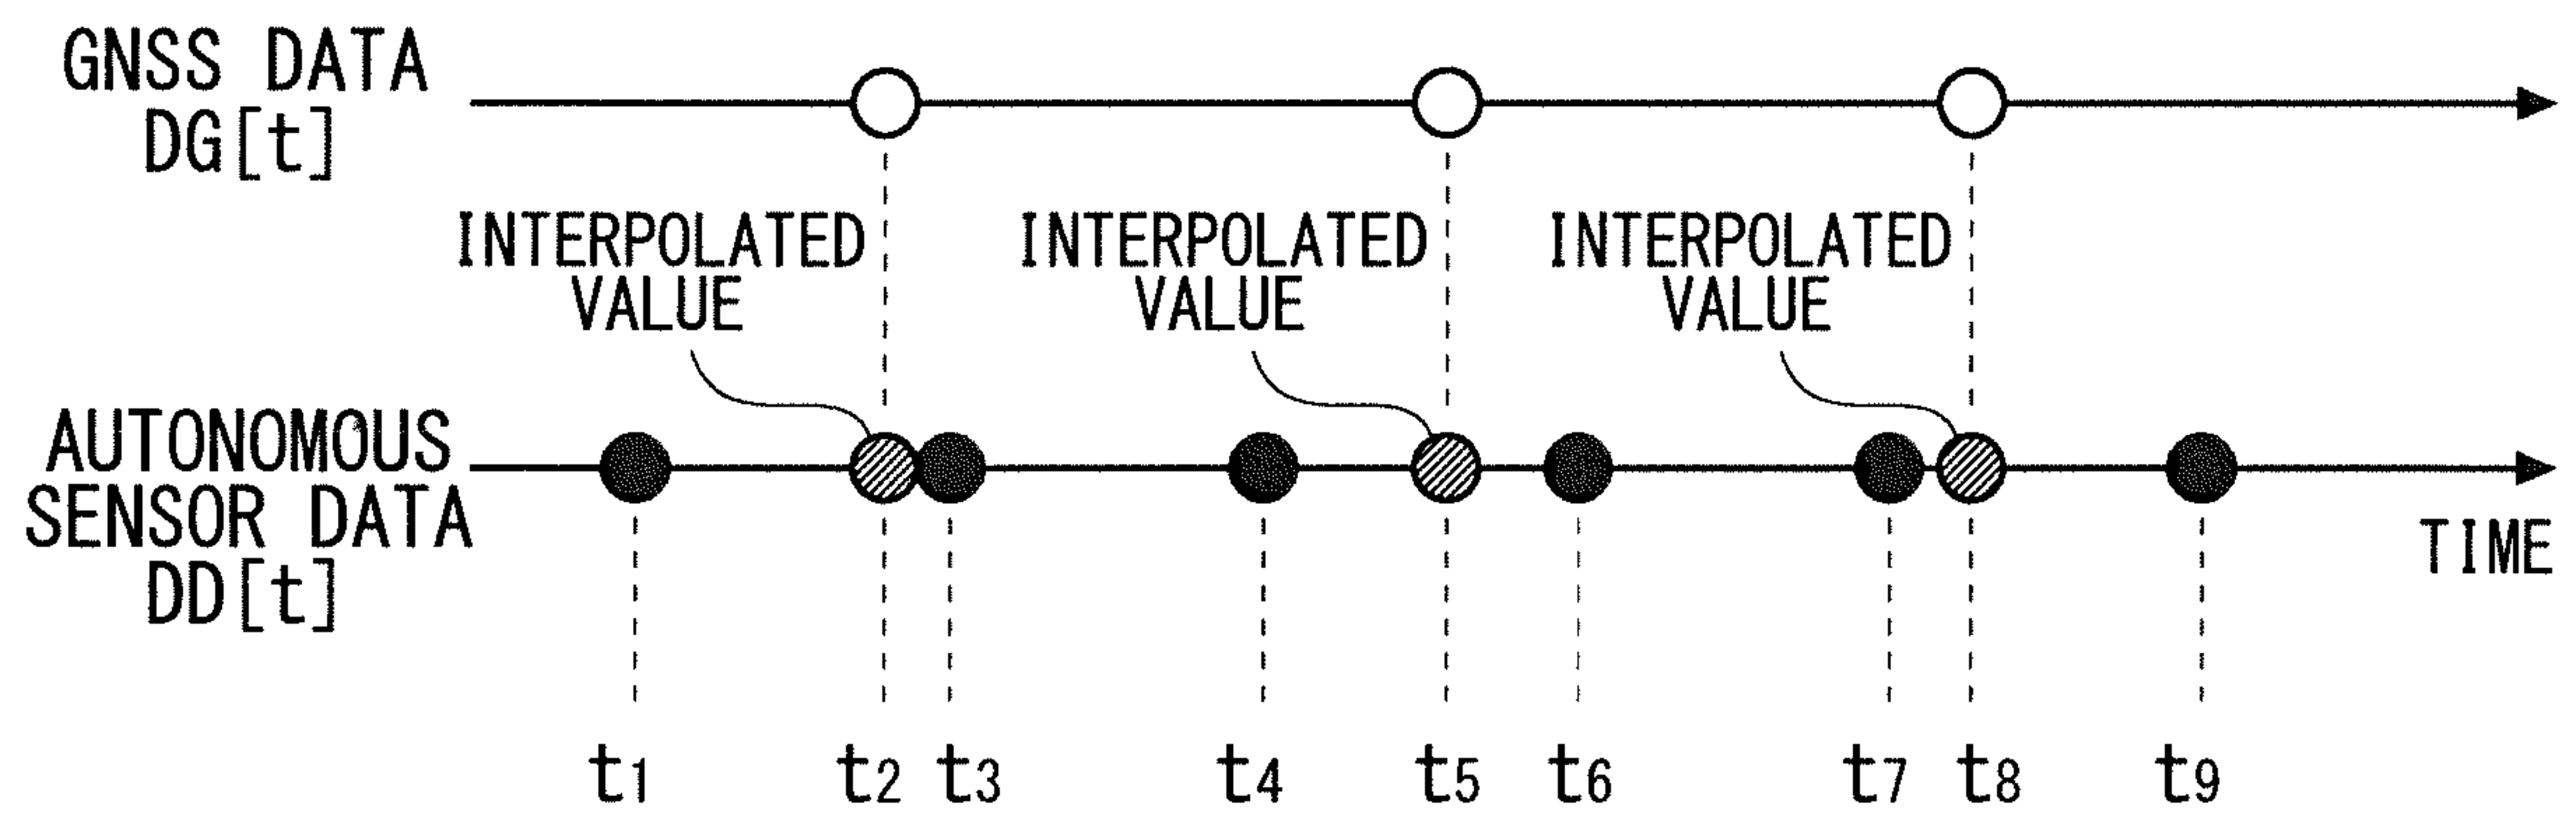 GNSS DATA
DG[t]
INTERPOLATED
VALUE
INTERPOLATED
VALUE
INTERPOLATED
VALUE
AUTONOMOUS
SENSOR DATA
DD[t]
TIME
t1 t2 t3 t4 t5 t6 t7 t8 t9